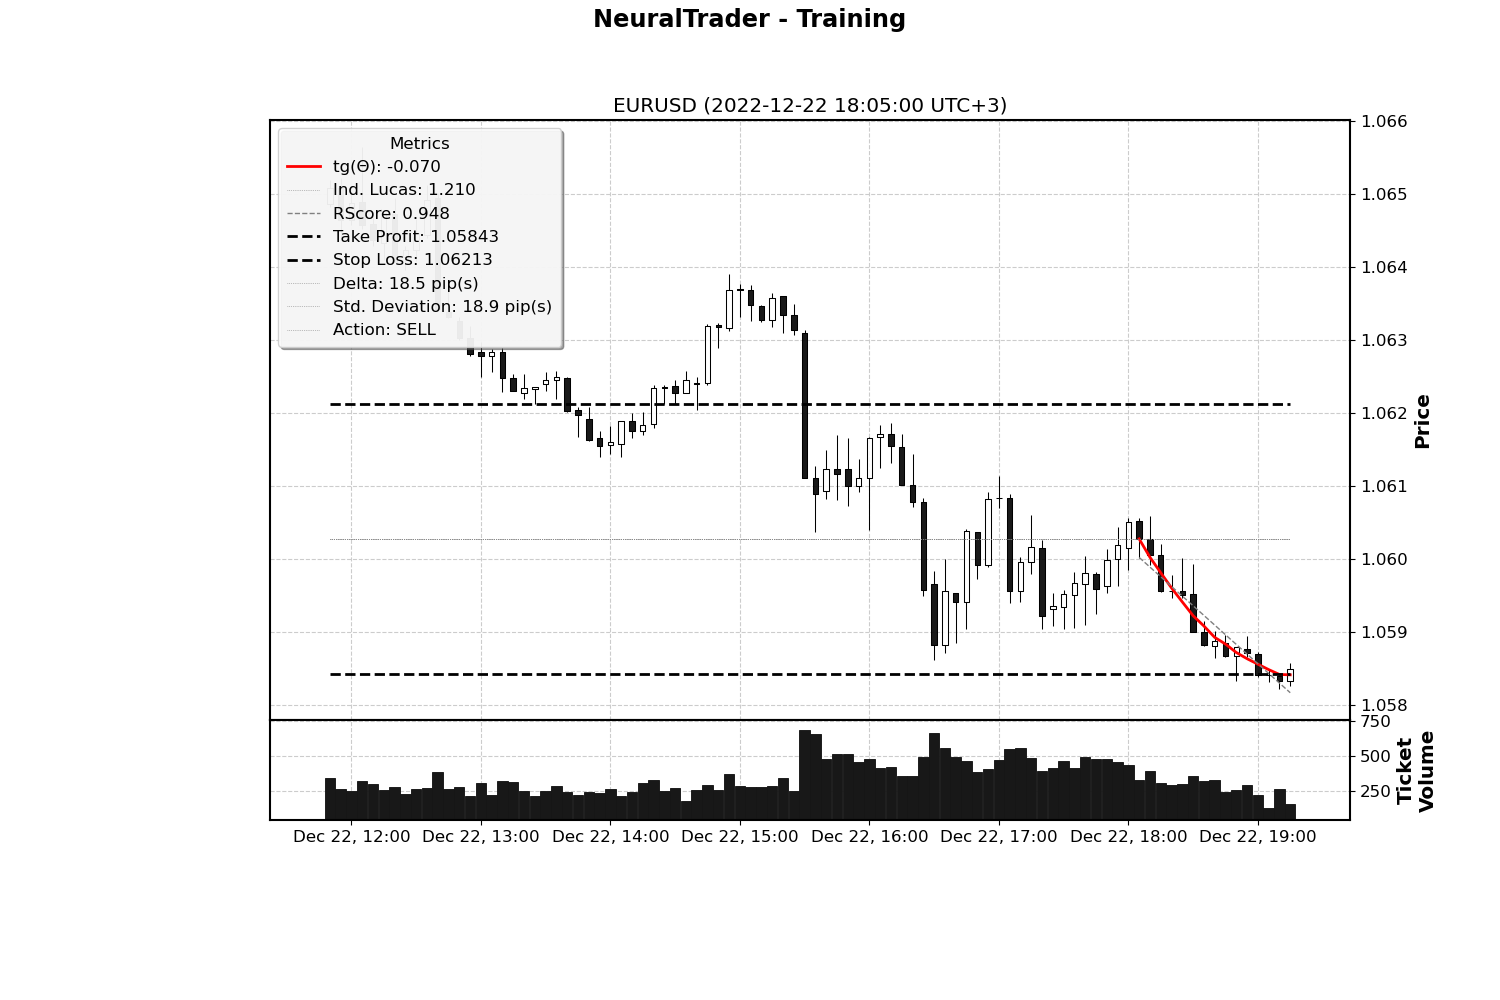 NeuralTrader - Training
EURUSD (2022-12-22 18:05:00 UTC+3)
Metrics
tg(Θ): -0.070
Ind. Lucas: 1.210
RScore: 0.948
Take Profit: 1.05843
Stop Loss: 1.06213
Delta: 18.5 pip(s)
Std. Deviation: 18.9 pip(s)
Action: SELL
1.066
1.065
1.064
1.063
1.062
1.061
1.060
1.059
1.058
Price
750
500
250
Ticket
Volume
Dec 22, 12:00
Dec 22, 13:00
Dec 22, 14:00
Dec 22, 15:00
Dec 22, 16:00
Dec 22, 17:00
Dec 22, 18:00
Dec 22, 19:00